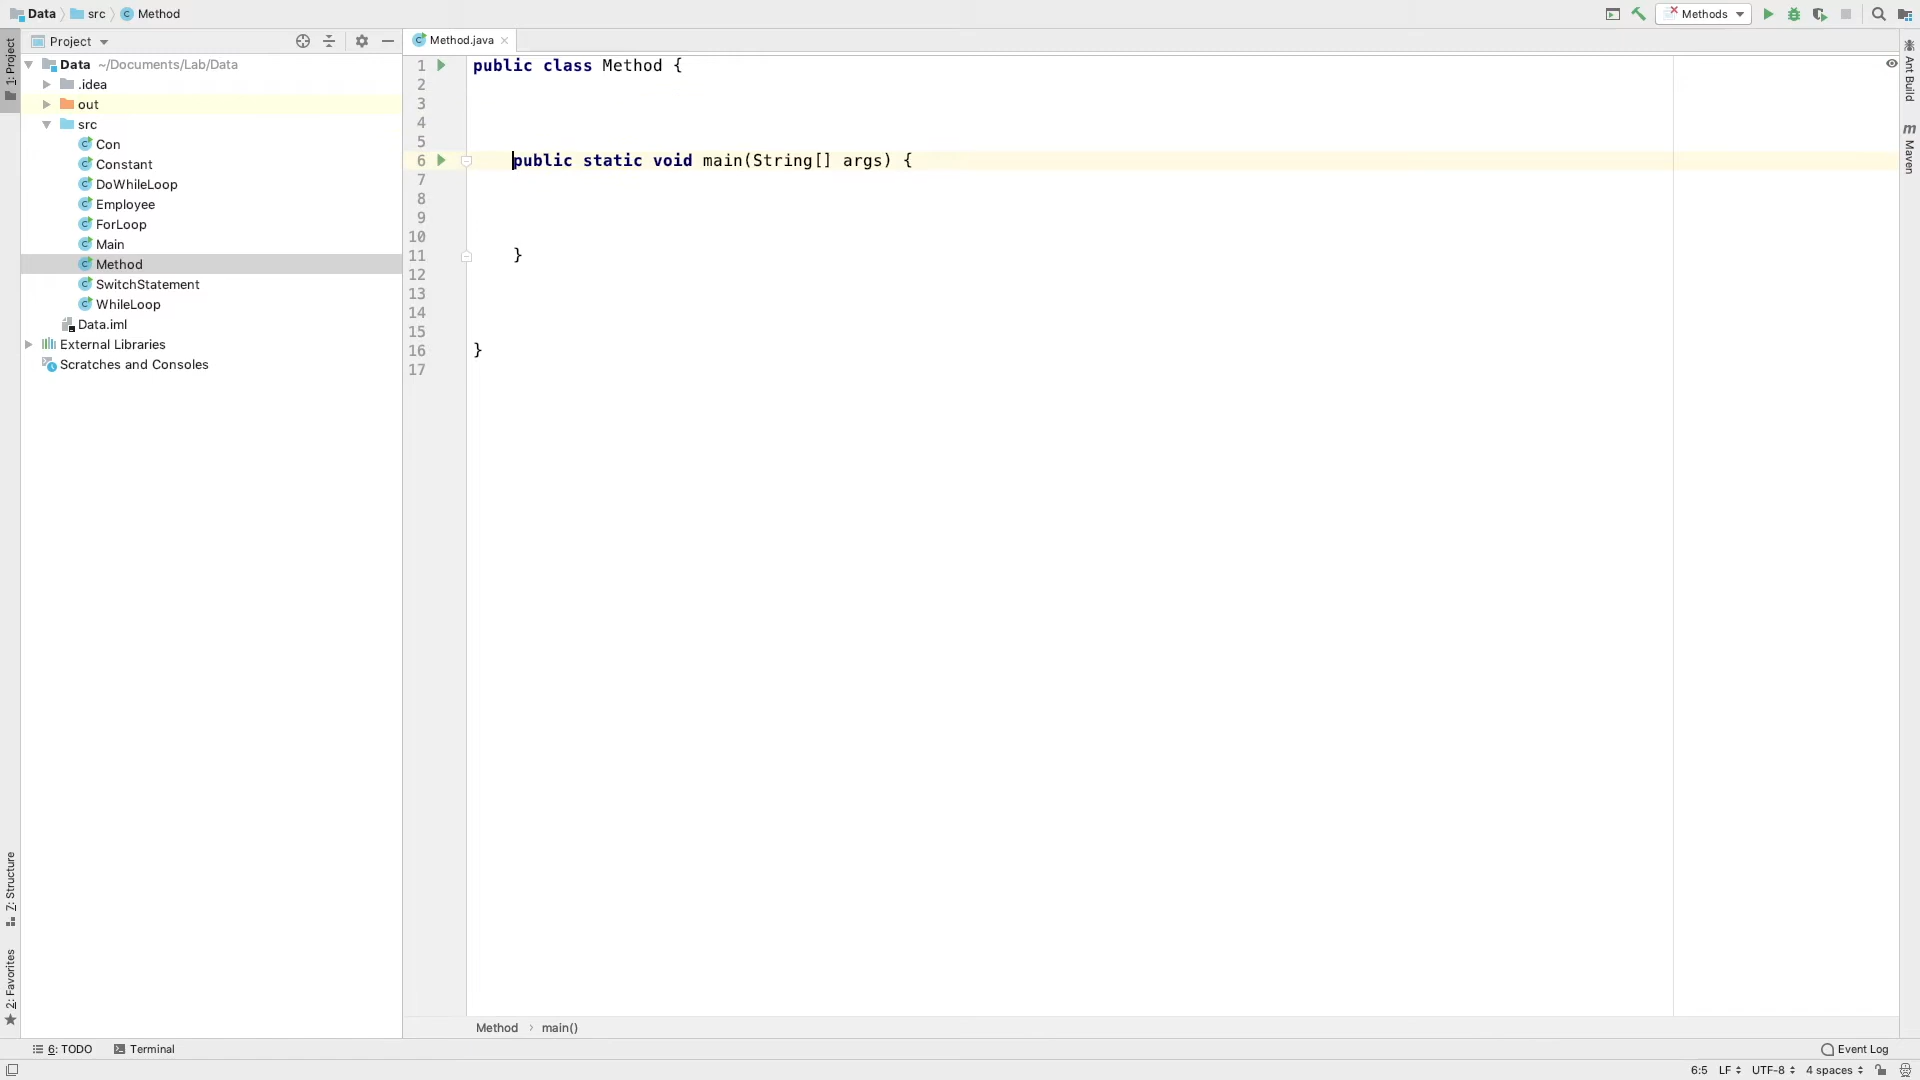 Data src Method Methods
Project
Data ~/Documents/Lab/Data
.idea
out
src
Con
Constant
DoWhileLoop
Employee
ForLoop
Main
Method
SwitchStatement
WhileLoop
Data.iml
External Libraries
Scratches and Consoles
1: Project
7: Structure
2: Favorites
Method.java
1 public class Method {
2
3
4
5
6 public static void main(String[] args) {
7
8
9
10
11 }
12
13
14
15
16 }
17
Ant Build
m Maven
Method › main()
6: TODO Terminal Event Log
6:5 LF UTF-8 4 spaces